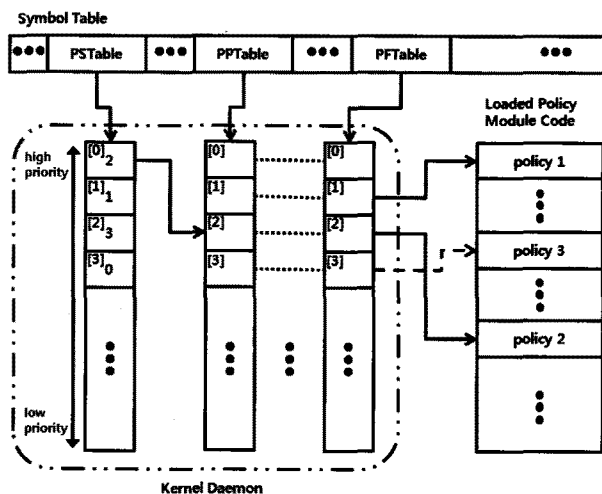 Symbol Table
PSTable
PPTable
PFTable
Loaded Policy
Module Code
high
priority
[0] 2 [0] [0]
[1] 1 [1] [1]
[2] 3 [2] [2]
[3] 0 [3] [3]
policy 1
policy 3
policy 2
low
priority
Kernel Daemon